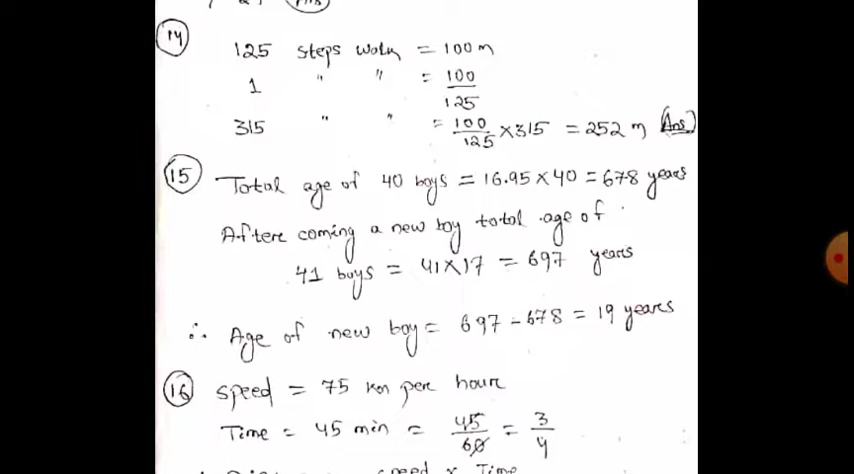 (14) 125 steps walk = 100 m
1 " " = 100/125
315 " " = 100/125 × 315 = 252 m (Ans)
(15) Total age of 40 boys = 16.95 × 40 = 678 years
After coming a new boy total age of
41 boys = 41 × 17 = 697 years
∴ Age of new boy = 697 - 678 = 19 years
(16) speed = 75 km per hour
Time = 45 min = 45/60 = 3/4
speed × Time